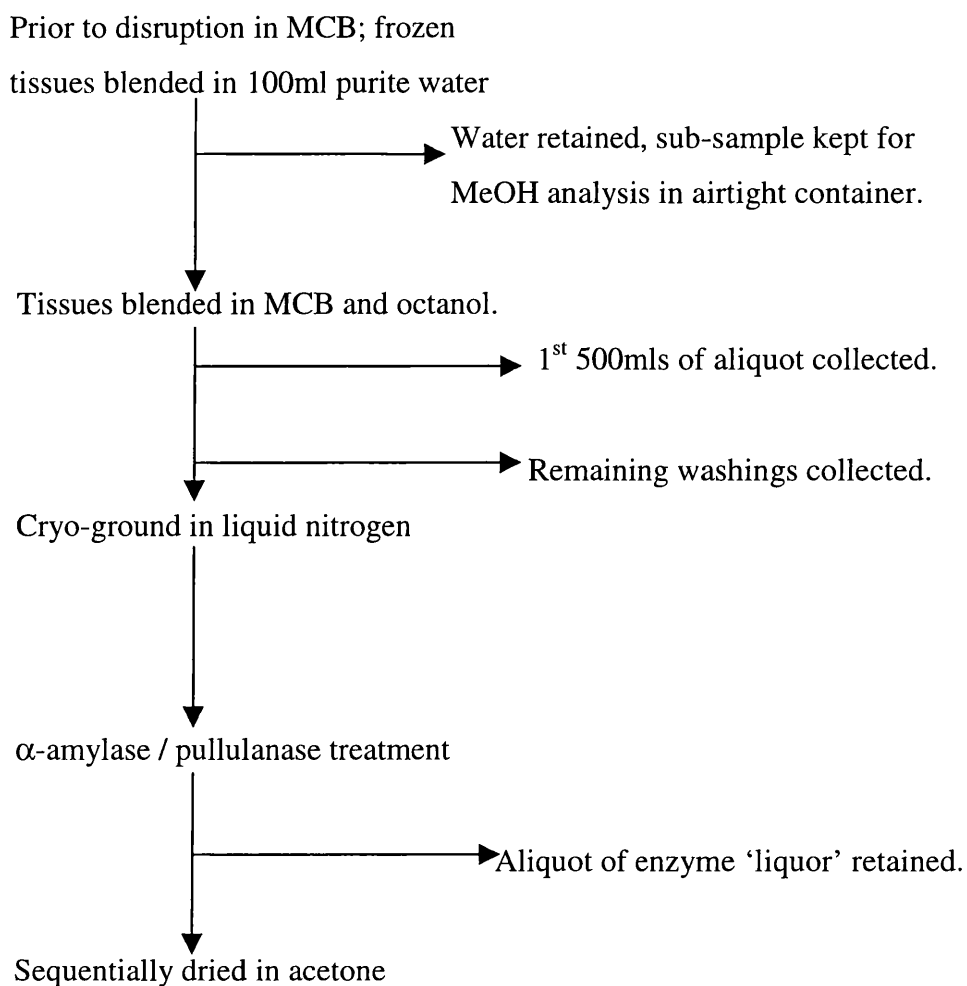 Prior to disruption in MCB; frozen
tissues blended in 100ml purite water
Water retained, sub-sample kept for
MeOH analysis in airtight container.
Tissues blended in MCB and octanol.
1st 500mls of aliquot collected.
Remaining washings collected.
Cryo-ground in liquid nitrogen
α-amylase / pullulanase treatment
Aliquot of enzyme ‘liquor’ retained.
Sequentially dried in acetone